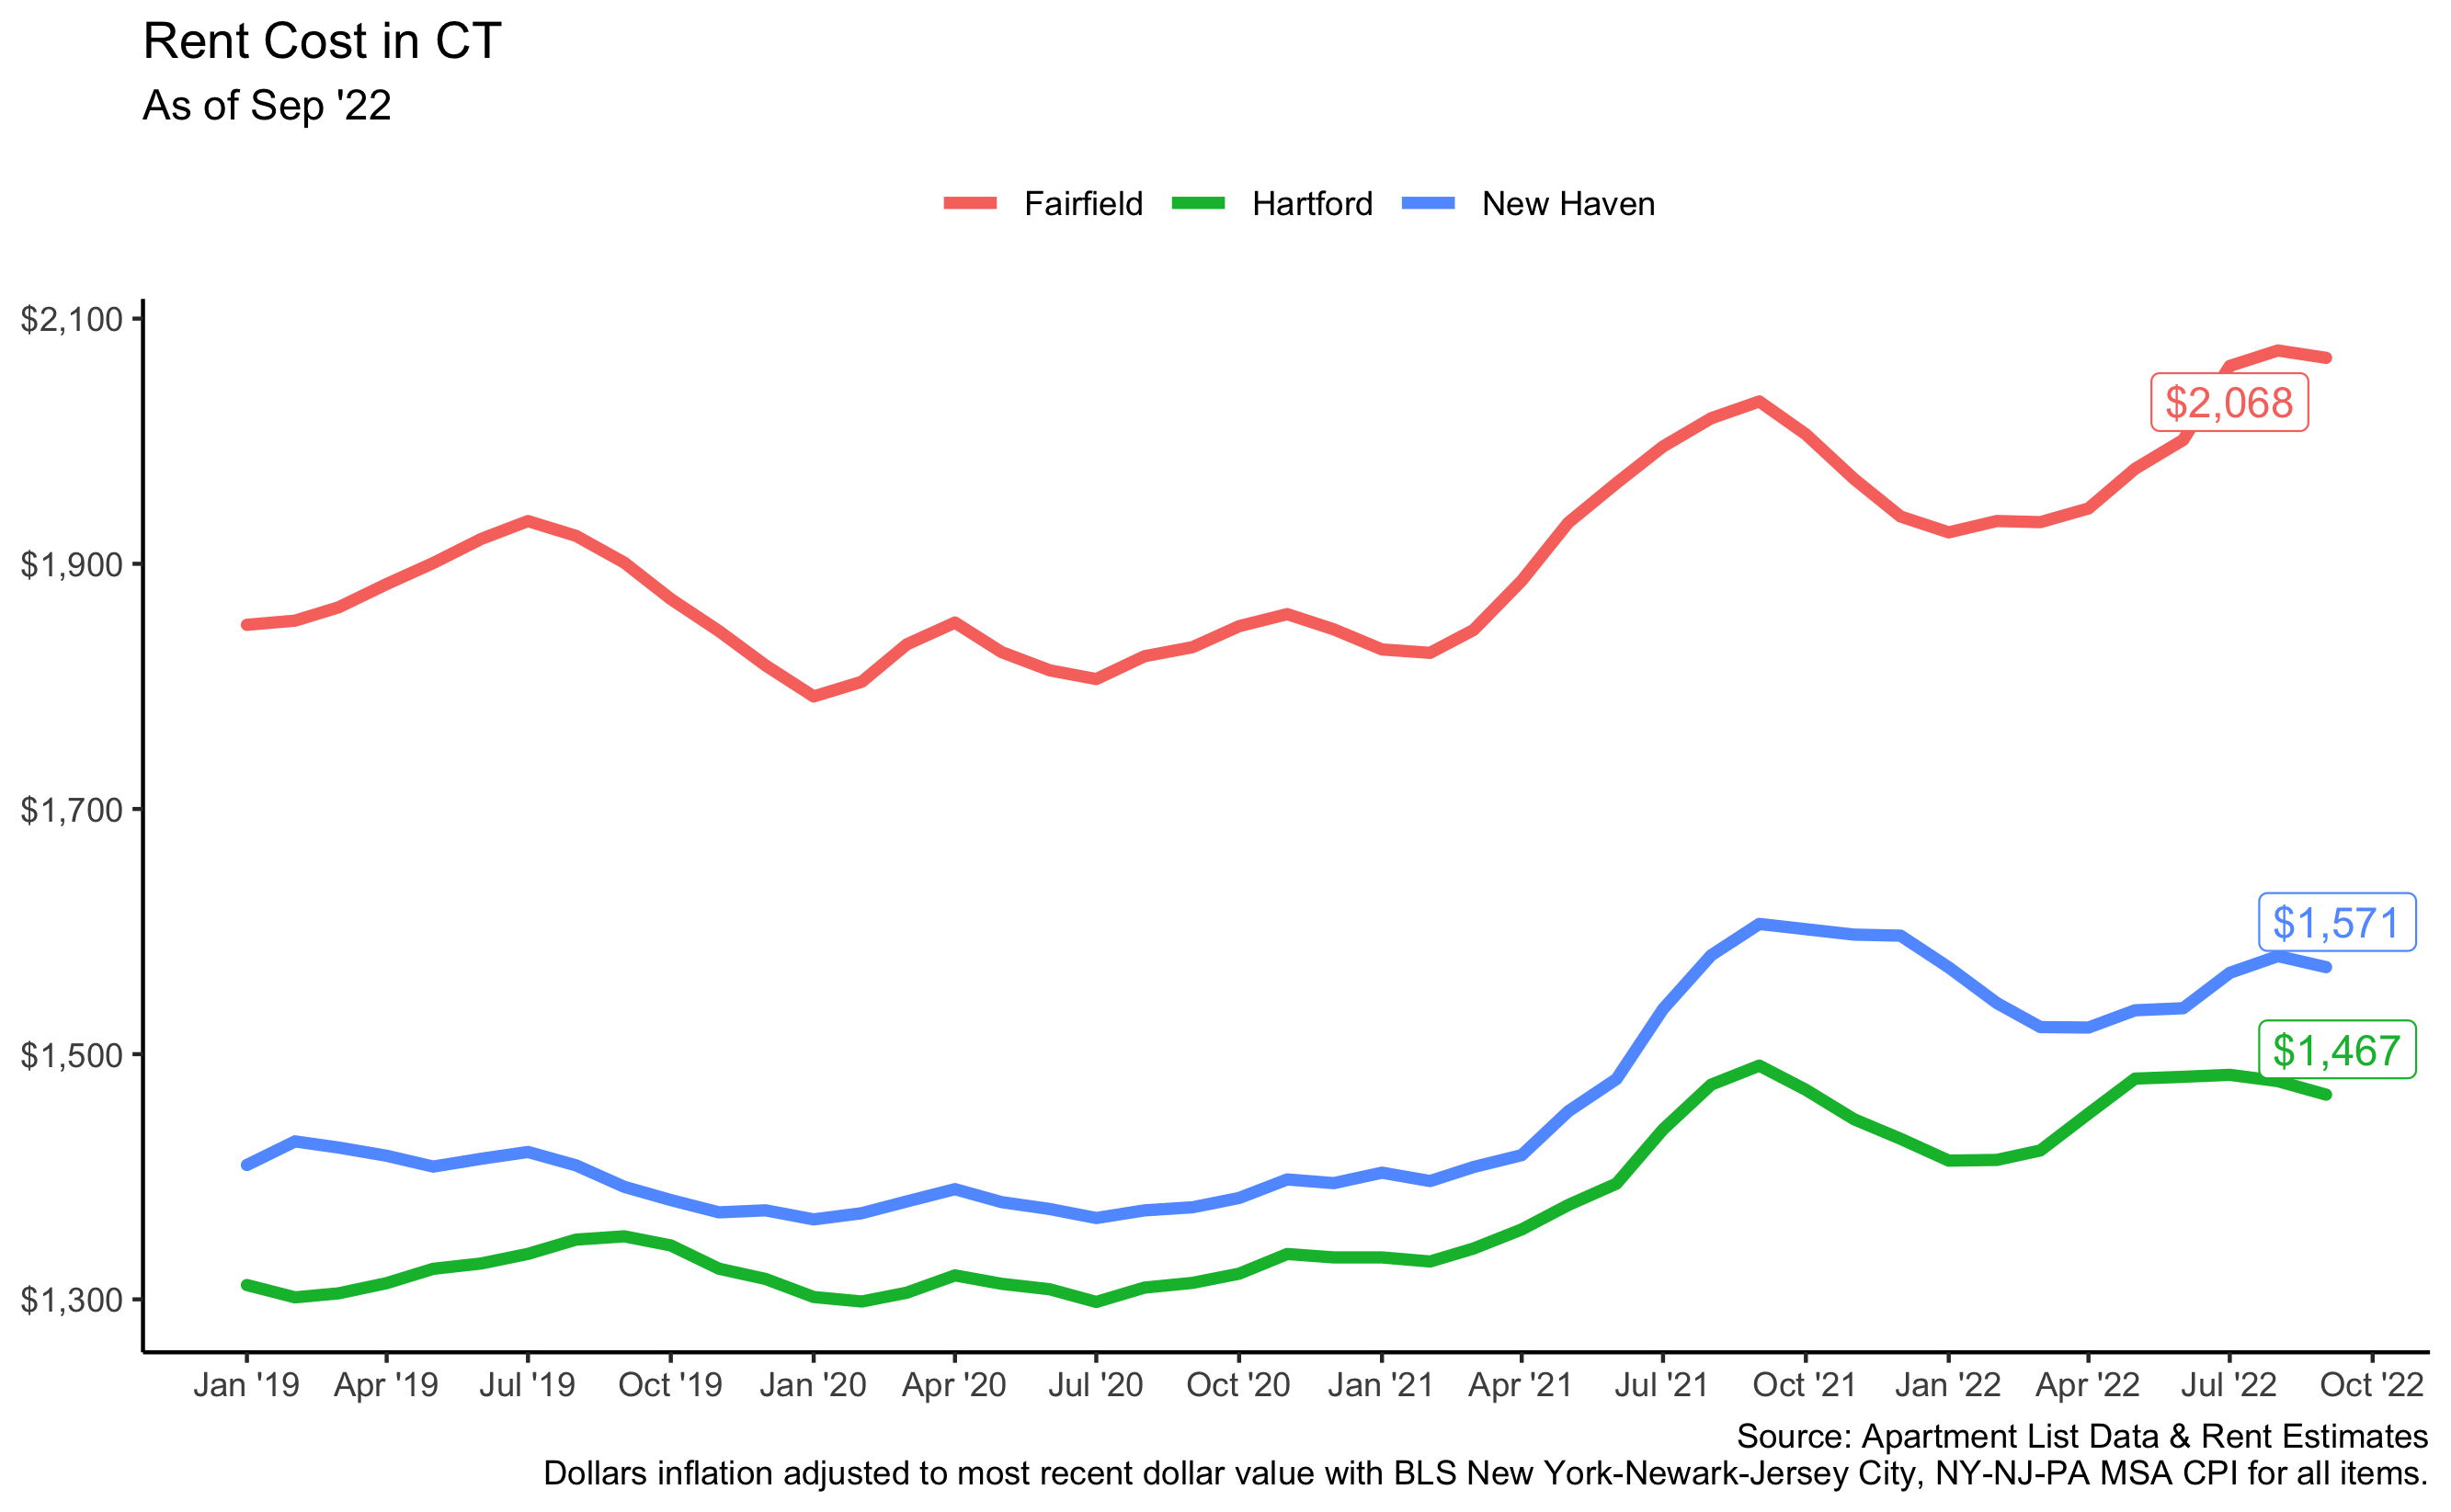 Rent Cost in CT
As of Sep '22
Fairfield Hartford New Haven
$2,100
$2,068
$1,900
$1,700
$1,571
$1,500
$1,467
$1,300
Jan '19 Apr '19 Jul '19 Oct '19 Jan '20 Apr '20 Jul '20 Oct '20 Jan '21 Apr '21 Jul '21 Oct '21 Jan '22 Apr '22 Jul '22 Oct '22
Source: Apartment List Data & Rent Estimates
Dollars inflation adjusted to most recent dollar value with BLS New York-Newark-Jersey City, NY-NJ-PA MSA CPI for all items.